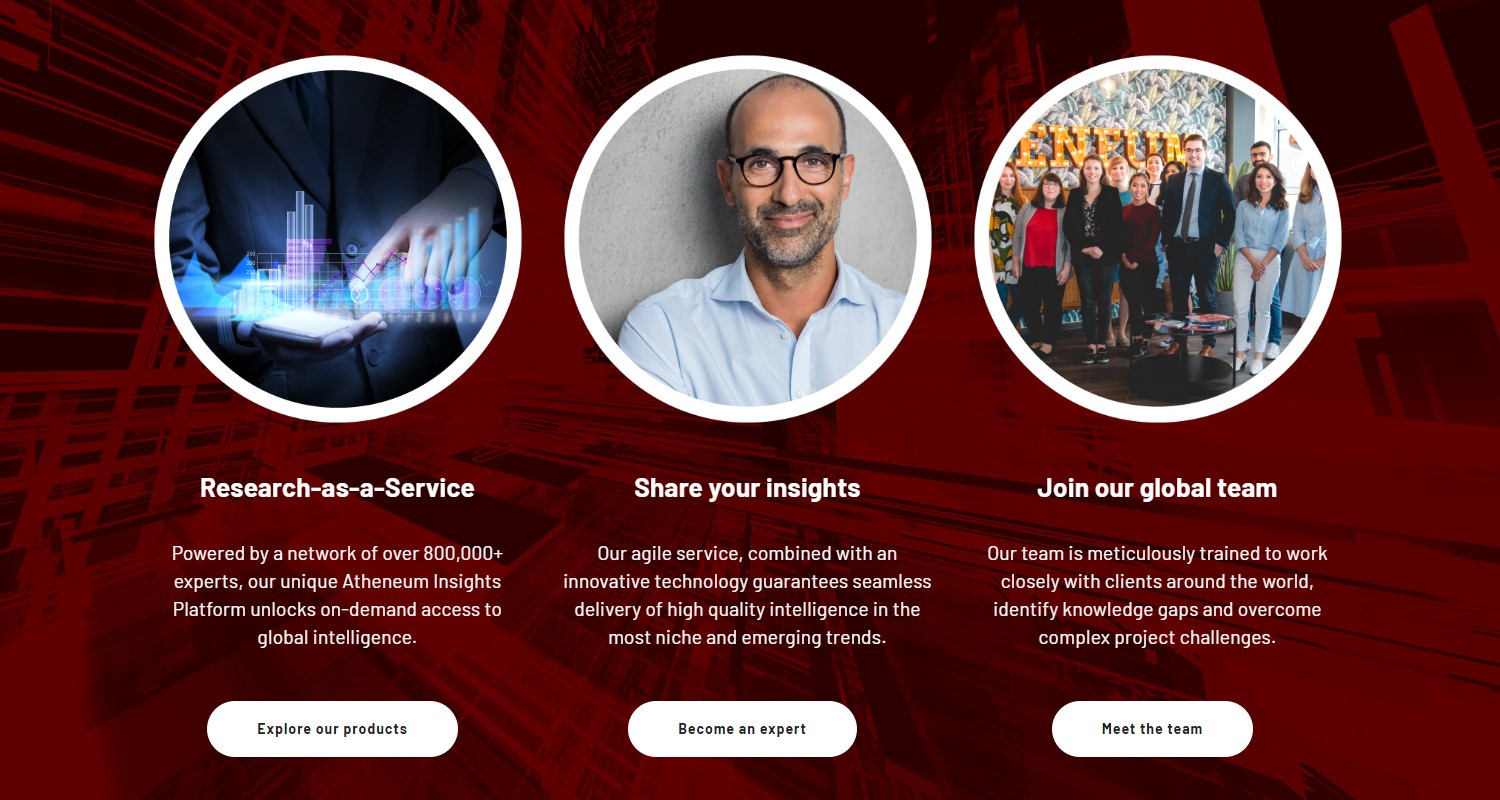 ENEUM
Research-as-a-Service
Powered by a network of over 800,000+
experts, our unique Atheneum Insights
Platform unlocks on-demand access to
global intelligence.
Explore our products
Share your insights
Our agile service, combined with an
innovative technology guarantees seamless
delivery of high quality intelligence in the
most niche and emerging trends.
Become an expert
Join our global team
Our team is meticulously trained to work
closely with clients around the world,
identify knowledge gaps and overcome
complex project challenges.
Meet the team